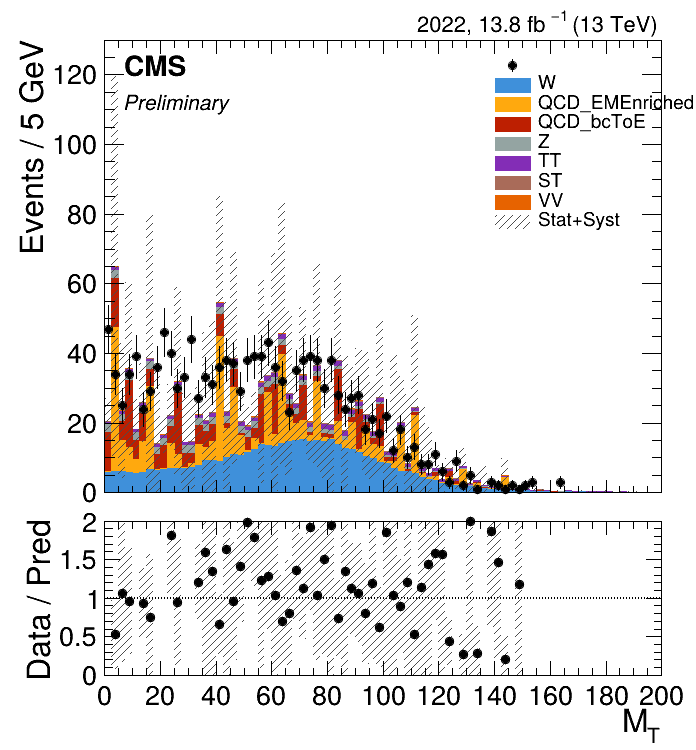 2022, 13.8 fb⁻¹ (13 TeV)
CMS
Preliminary
Events / 5 GeV
120
100
80
60
40
20
0
W
QCD_EMEnriched
QCD_bcToE
Z
TT
ST
VV
Stat+Syst
Data / Pred
2
1.5
1
0.5
0
0 20 40 60 80 100 120 140 160 180 200
M_T